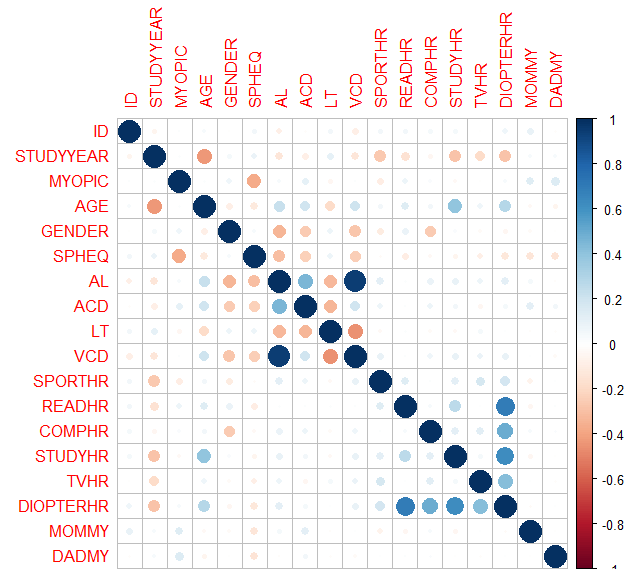 ID
STUDYYEAR
MYOPIC
AGE
GENDER
SPHEQ
AL
ACD
LT
VCD
SPORTHR
READHR
COMPHR
STUDYHR
TVHR
DIOPTERHR
MOMMY
DADMY
ID
STUDYYEAR
MYOPIC
AGE
GENDER
SPHEQ
AL
ACD
LT
VCD
SPORTHR
READHR
COMPHR
STUDYHR
TVHR
DIOPTERHR
MOMMY
DADMY
1
0.8
0.6
0.4
0.2
0
-0.2
-0.4
-0.6
-0.8
-1